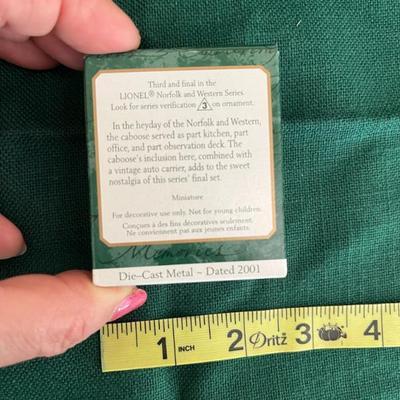 Third and final in the
LIONEL® Norfolk and Western Series.
Look for series verification 3 on ornament.
In the heyday of the Norfolk and Western,
the caboose served as part kitchen, part
office, and part observation deck. The
caboose's inclusion here, combined with
a vintage auto carrier, adds to the sweet
nostalgia of this series' final set.
Miniature
For decorative use only. Not for young children.
Conçues à des fins décoratives seulement.
Ne conviennent pas aux jeunes enfants.
Memories
Die-Cast Metal ~ Dated 2001
1 INCH 2 Dritz® 3 4